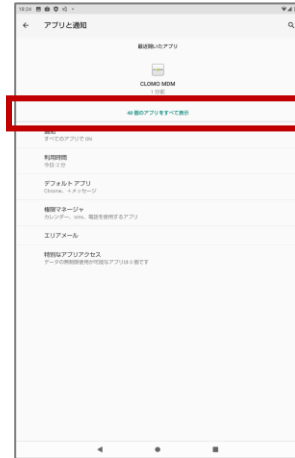 アプリと通知
最近開いたアプリ
CLOMO MDM
1 分前
48 個のアプリをすべて表示
通知
すべてのアプリで ON
利用時間
今日 2 分
デフォルト アプリ
Chrome、+メッセージ
権限マネージャ
カレンダー、sms、電話を使用するアプリ
エリアメール
特別なアプリアクセス
データの無制限使用が可能なアプリは 0 個です